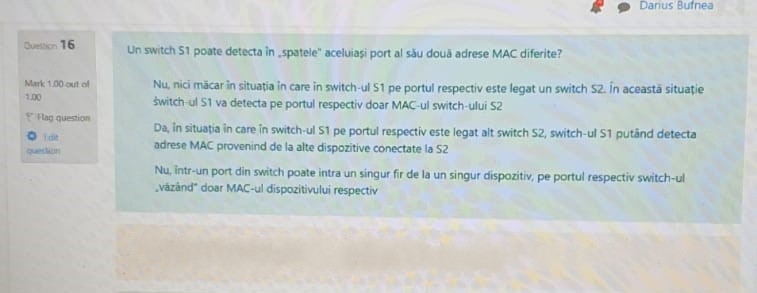 Darius Bufnea
Question 16
Un switch S1 poate detecta în „spatele" aceluiași port al său două adrese MAC diferite?
Mark 1.00 out of
1.00
Flag question
Edit
question
Nu, nici măcar în situația în care în switch-ul S1 pe portul respectiv este legat un switch S2. În această situație
switch-ul S1 va detecta pe portul respectiv doar MAC-ul switch-ului S2
Da, în situația în care în switch-ul S1 pe portul respectiv este legat alt switch S2, switch-ul S1 putând detecta
adrese MAC provenind de la alte dispozitive conectate la S2
Nu, într-un port din switch poate intra un singur fir de la un singur dispozitiv, pe portul respectiv switch-ul
„văzând" doar MAC-ul dispozitivului respectiv